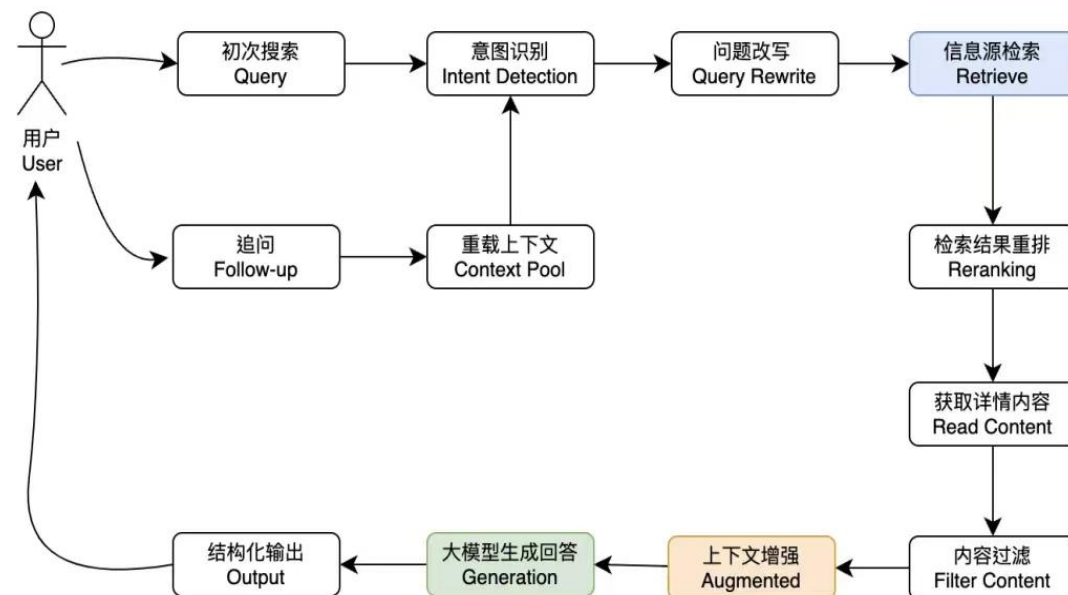 初次搜索
Query
意图识别
Intent Detection
问题改写
Query Rewrite
信息源检索
Retrieve
用户
User
追问
Follow-up
重载上下文
Context Pool
检索结果重排
Reranking
获取详情内容
Read Content
结构化输出
Output
大模型生成回答
Generation
上下文增强
Augmented
内容过滤
Filter Content